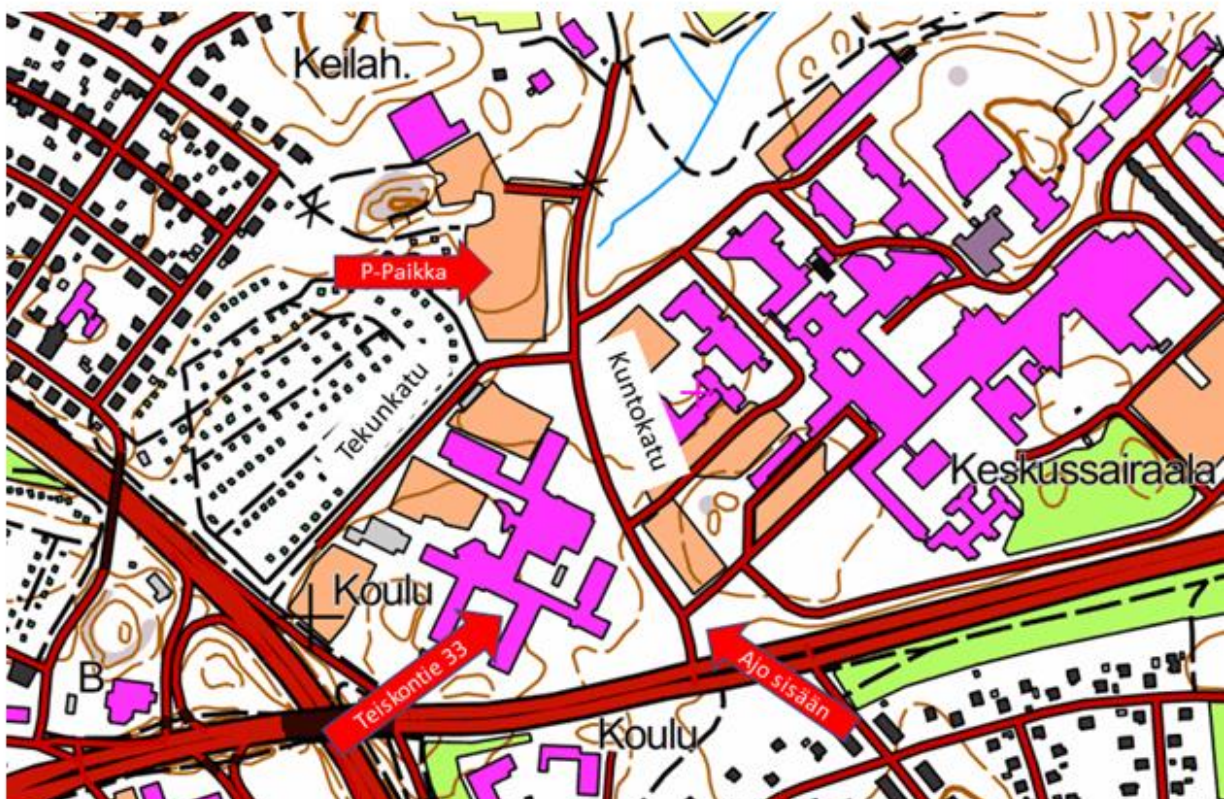 Keilah.
P-Paikka
Tekunkatu
Kuntokatu
Keskussairaala
Koulu
Teiskontie 33
Ajo sisään
B
Koulu